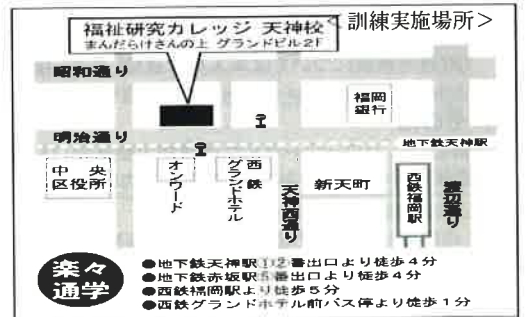 ＜訓練実施場所＞
福祉研究カレッジ 天神校
まんだらけさんの上 グランドビル2F
昭和通り
福岡
銀行
明治通り
地下鉄天神駅
中央
区役所
オンワード
西鉄
グランドホテル
天神西通り
新天町
西鉄福岡駅
渡辺通り
楽々
通学
●地下鉄天神駅①②番出口より徒歩4分
●地下鉄赤坂駅⑤番出口より徒歩4分
●西鉄福岡駅より徒歩5分
●西鉄グランドホテル前バス停より徒歩1分